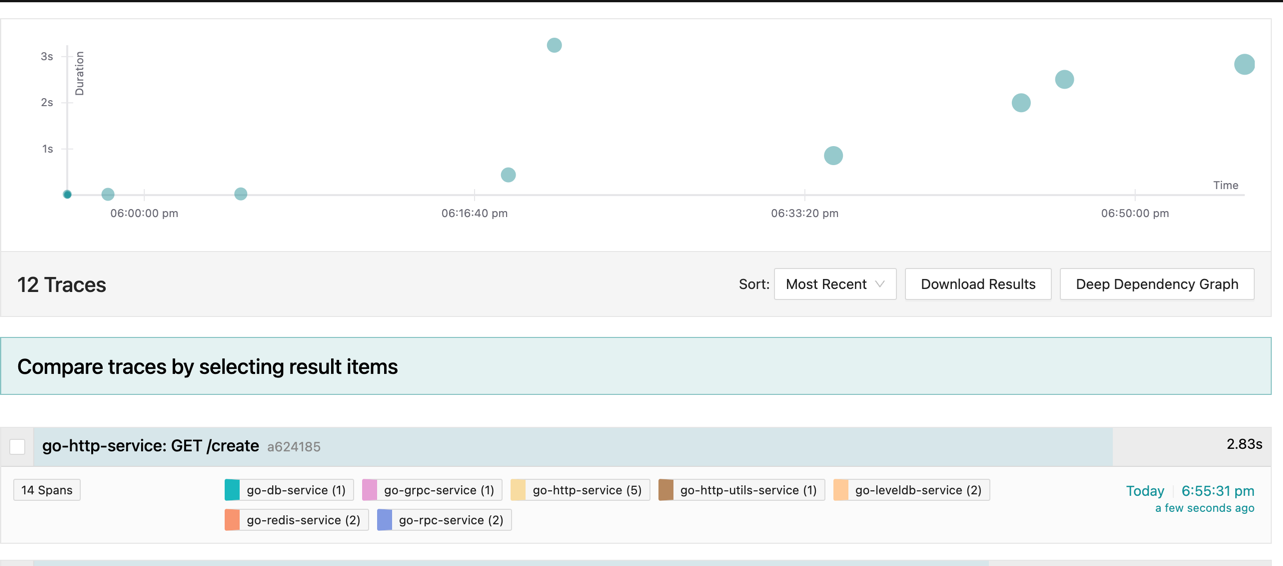 3s
Duration
2s
1s
Time
06:00:00 pm 06:16:40 pm 06:33:20 pm 06:50:00 pm
12 Traces Sort: Most Recent Download Results Deep Dependency Graph
Compare traces by selecting result items
go-http-service: GET /create a624185 2.83s
14 Spans go-db-service (1) go-grpc-service (1) go-http-service (5) go-http-utils-service (1) go-leveldb-service (2) Today 6:55:31 pm
a few seconds ago
go-redis-service (2) go-rpc-service (2)